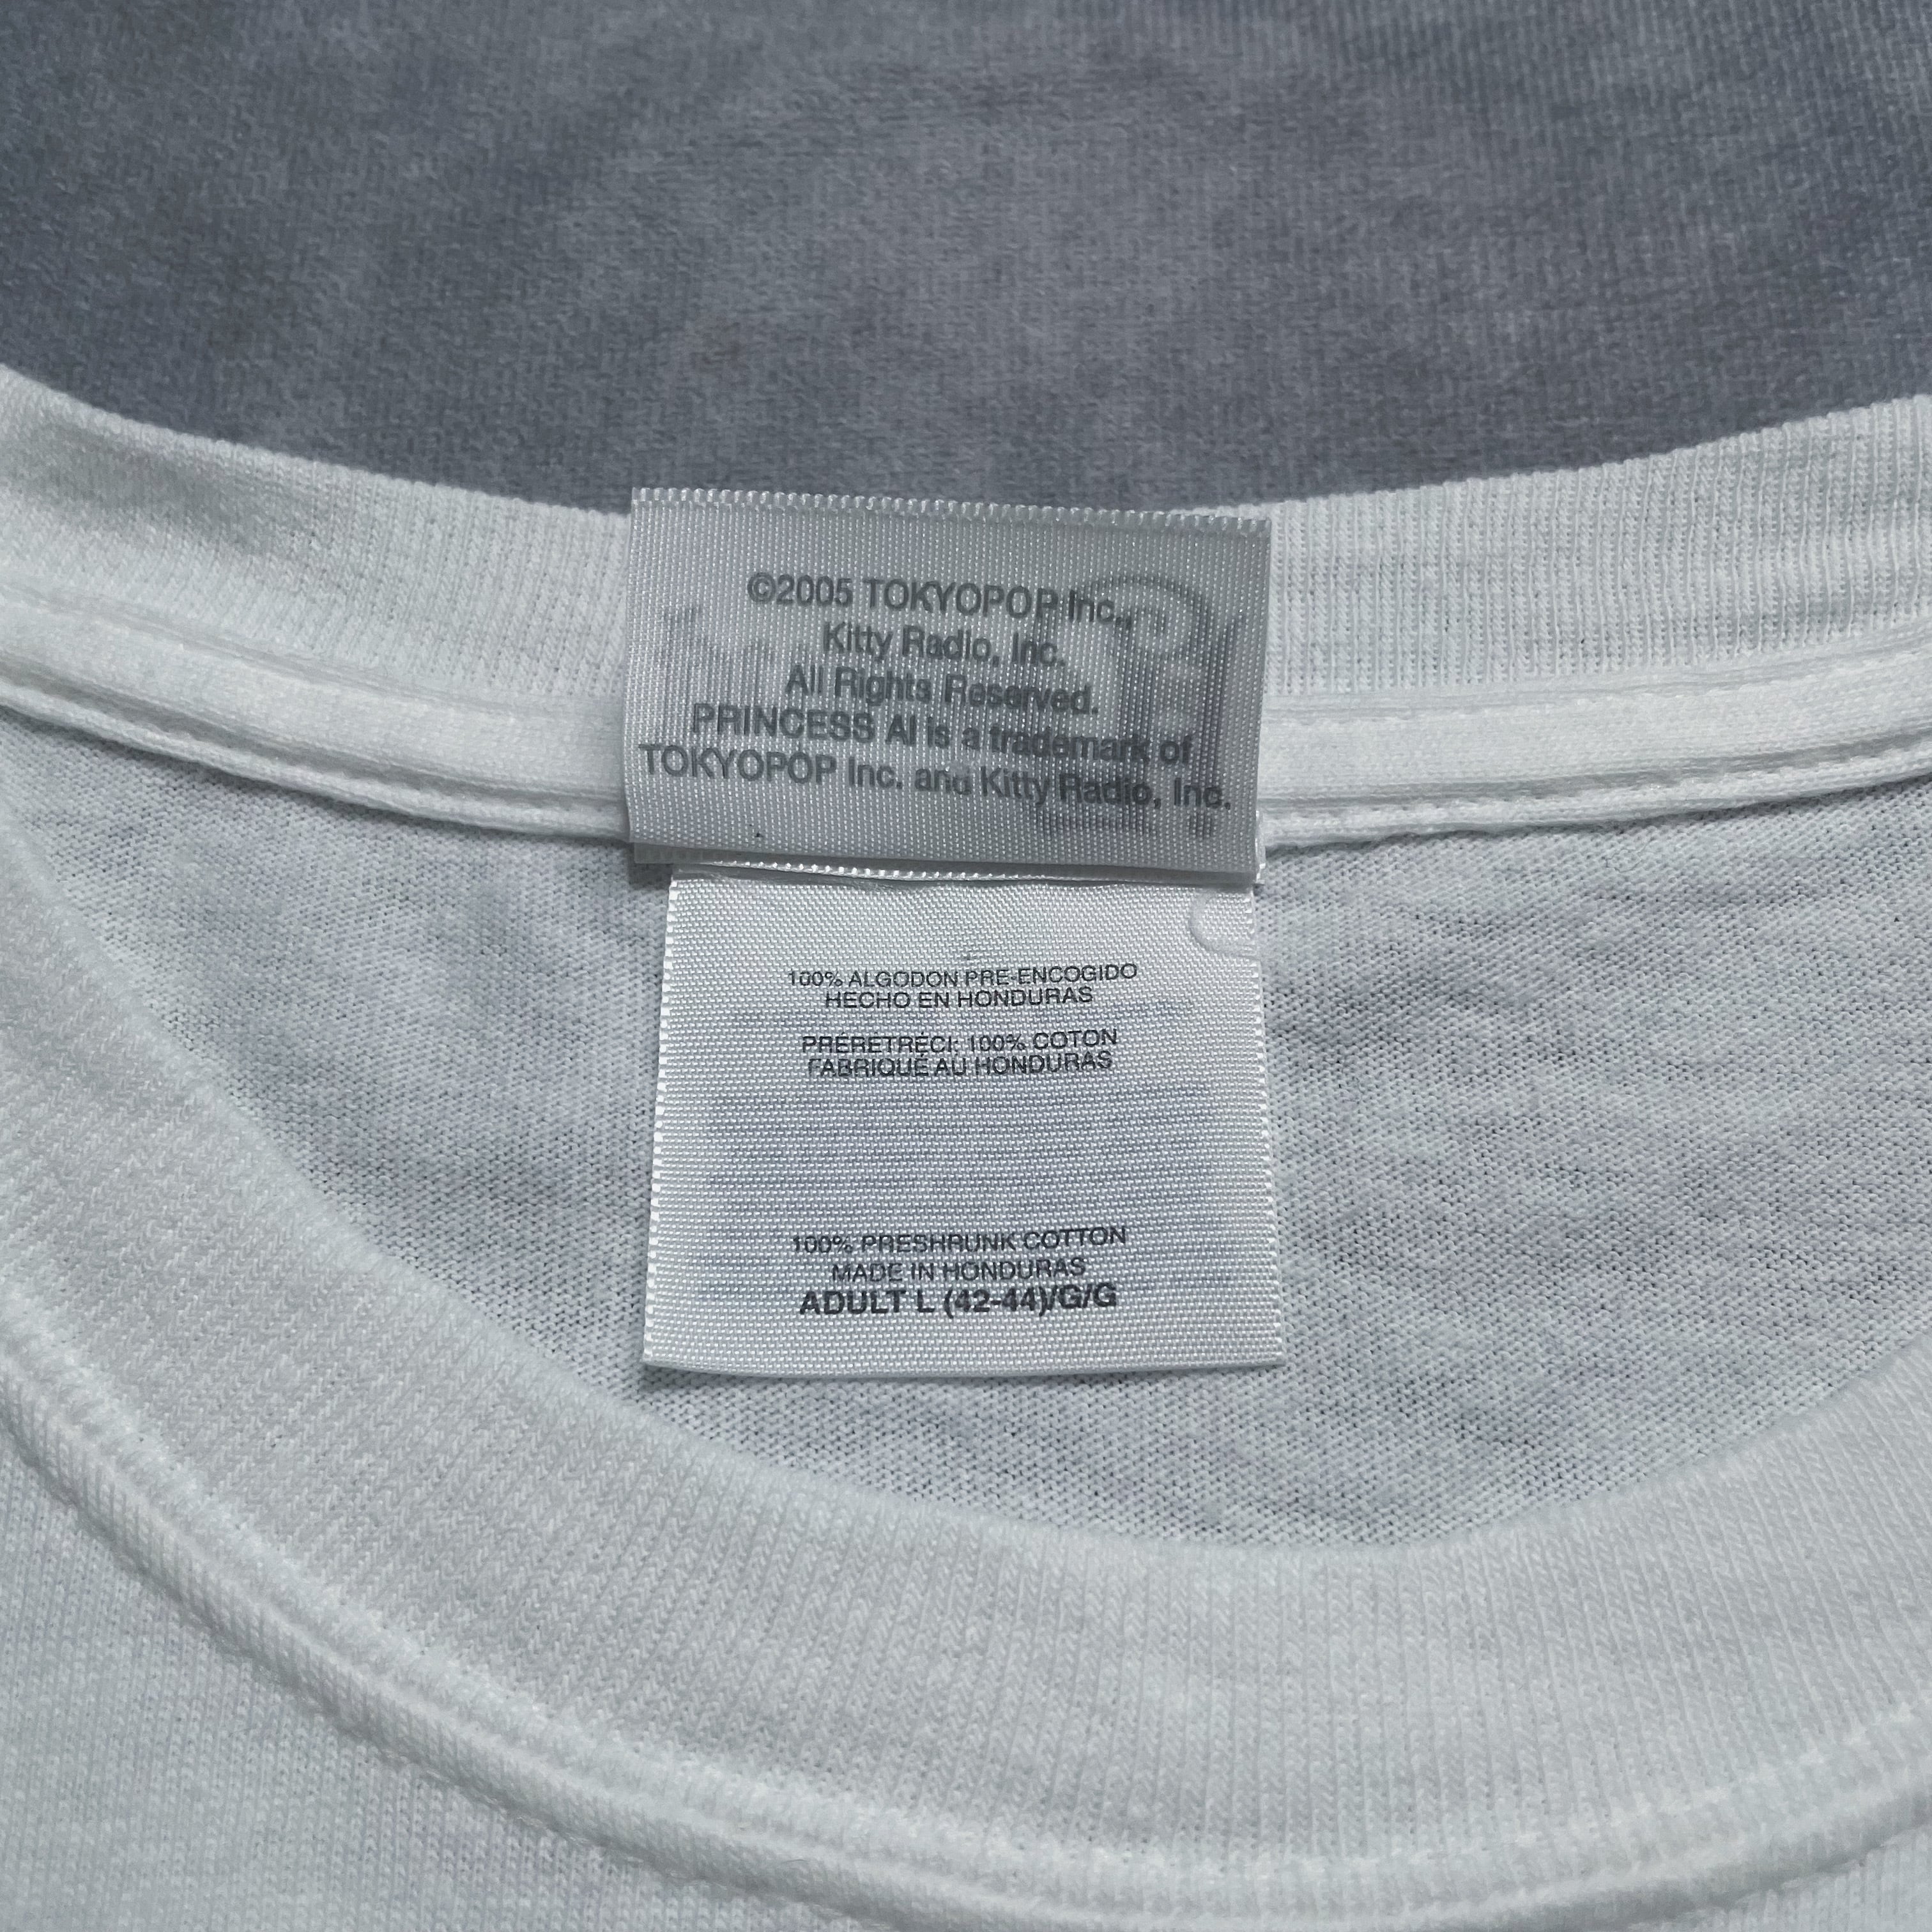 ©2005 TOKYOPOP Inc.,
Kitty Radio, Inc.
All Rights Reserved.
PRINCESS AI is a trademark of
TOKYOPOP Inc. and Kitty Radio, Inc.
100% ALGODON PRE-ENCOGIDO
HECHO EN HONDURAS
PRÉRETRÉCI: 100% COTON
FABRIQUÉ AU HONDURAS
100% PRESHRUNK COTTON
MADE IN HONDURAS
ADULT L (42-44)/G/G